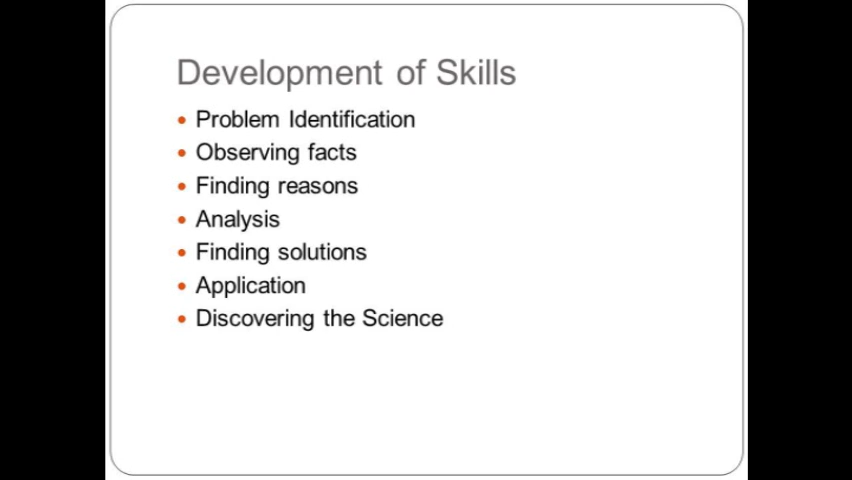 Development of Skills
Problem Identification
Observing facts
Finding reasons
Analysis
Finding solutions
Application
Discovering the Science